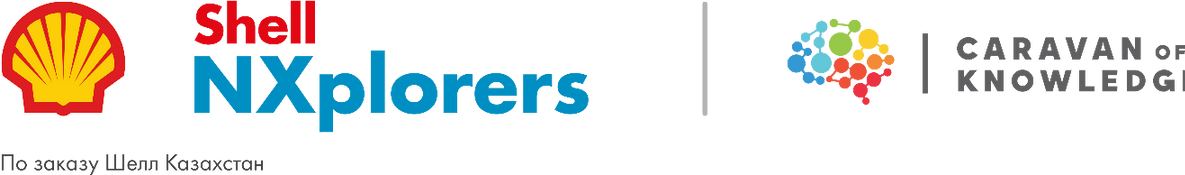 Shell
NXplorers
CARAVAN OF
KNOWLEDG
По заказу Шелл Казахстан